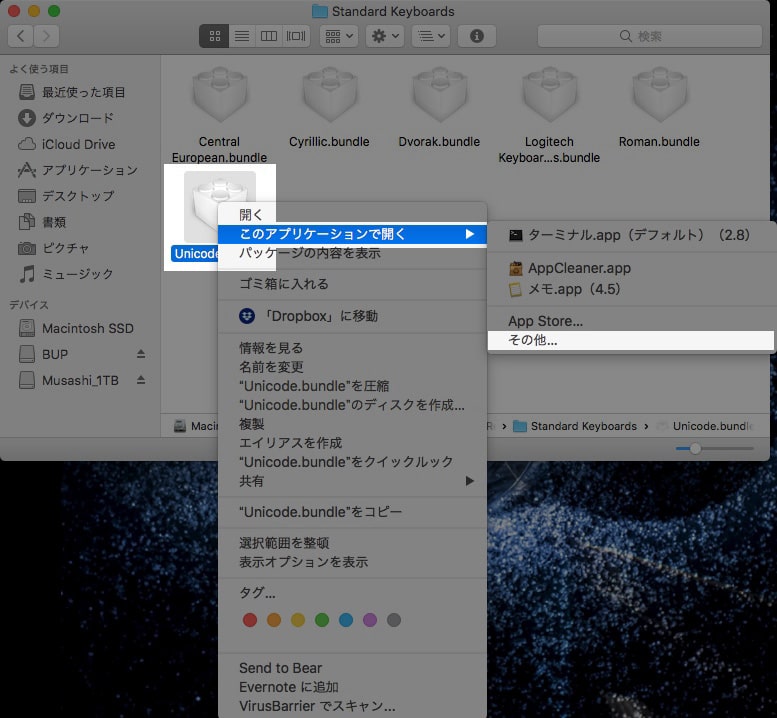 Standard Keyboards
検索
よく使う項目
最近使った項目
ダウンロード
iCloud Drive
アプリケーション
デスクトップ
書類
ピクチャ
ミュージック
デバイス
Macintosh SSD
BUP
Musashi_1TB
Central
European.bundle
Cyrillic.bundle
Dvorak.bundle
Logitech
Keyboar...s.bundle
Roman.bundle
Unicode
開く
このアプリケーションで開く
パッケージの内容を表示
ゴミ箱に入れる
「Dropbox」に移動
情報を見る
名前を変更
“Unicode.bundle”を圧縮
“Unicode.bundle”のディスクを作成...
複製
エイリアスを作成
“Unicode.bundle”をクイックルック
共有
“Unicode.bundle”をコピー
選択範囲を整頓
表示オプションを表示
タグ...
Send to Bear
Evernote に追加
VirusBarrier でスキャン...
ターミナル.app（デフォルト）（2.8）
AppCleaner.app
メモ.app（4.5）
App Store...
その他...
Macin
Standard Keyboards › Unicode.bundle